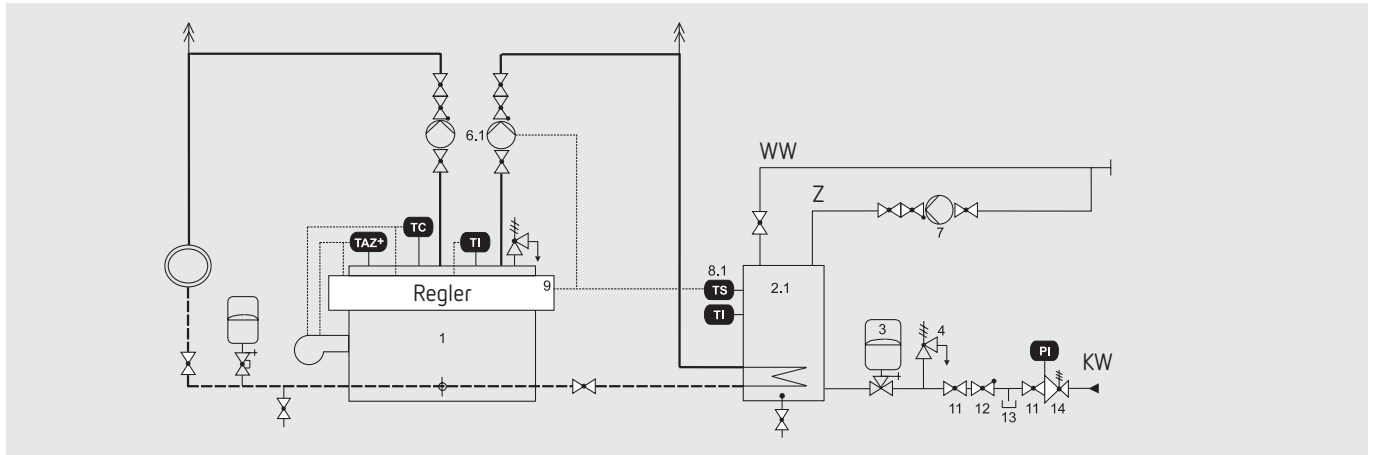 6.1
WW
Z
7
TC
TAZ+
TI
8.1
Regler
9
TS
2.1
TI
1
3
4
PI
KW
11
12
13
11
14